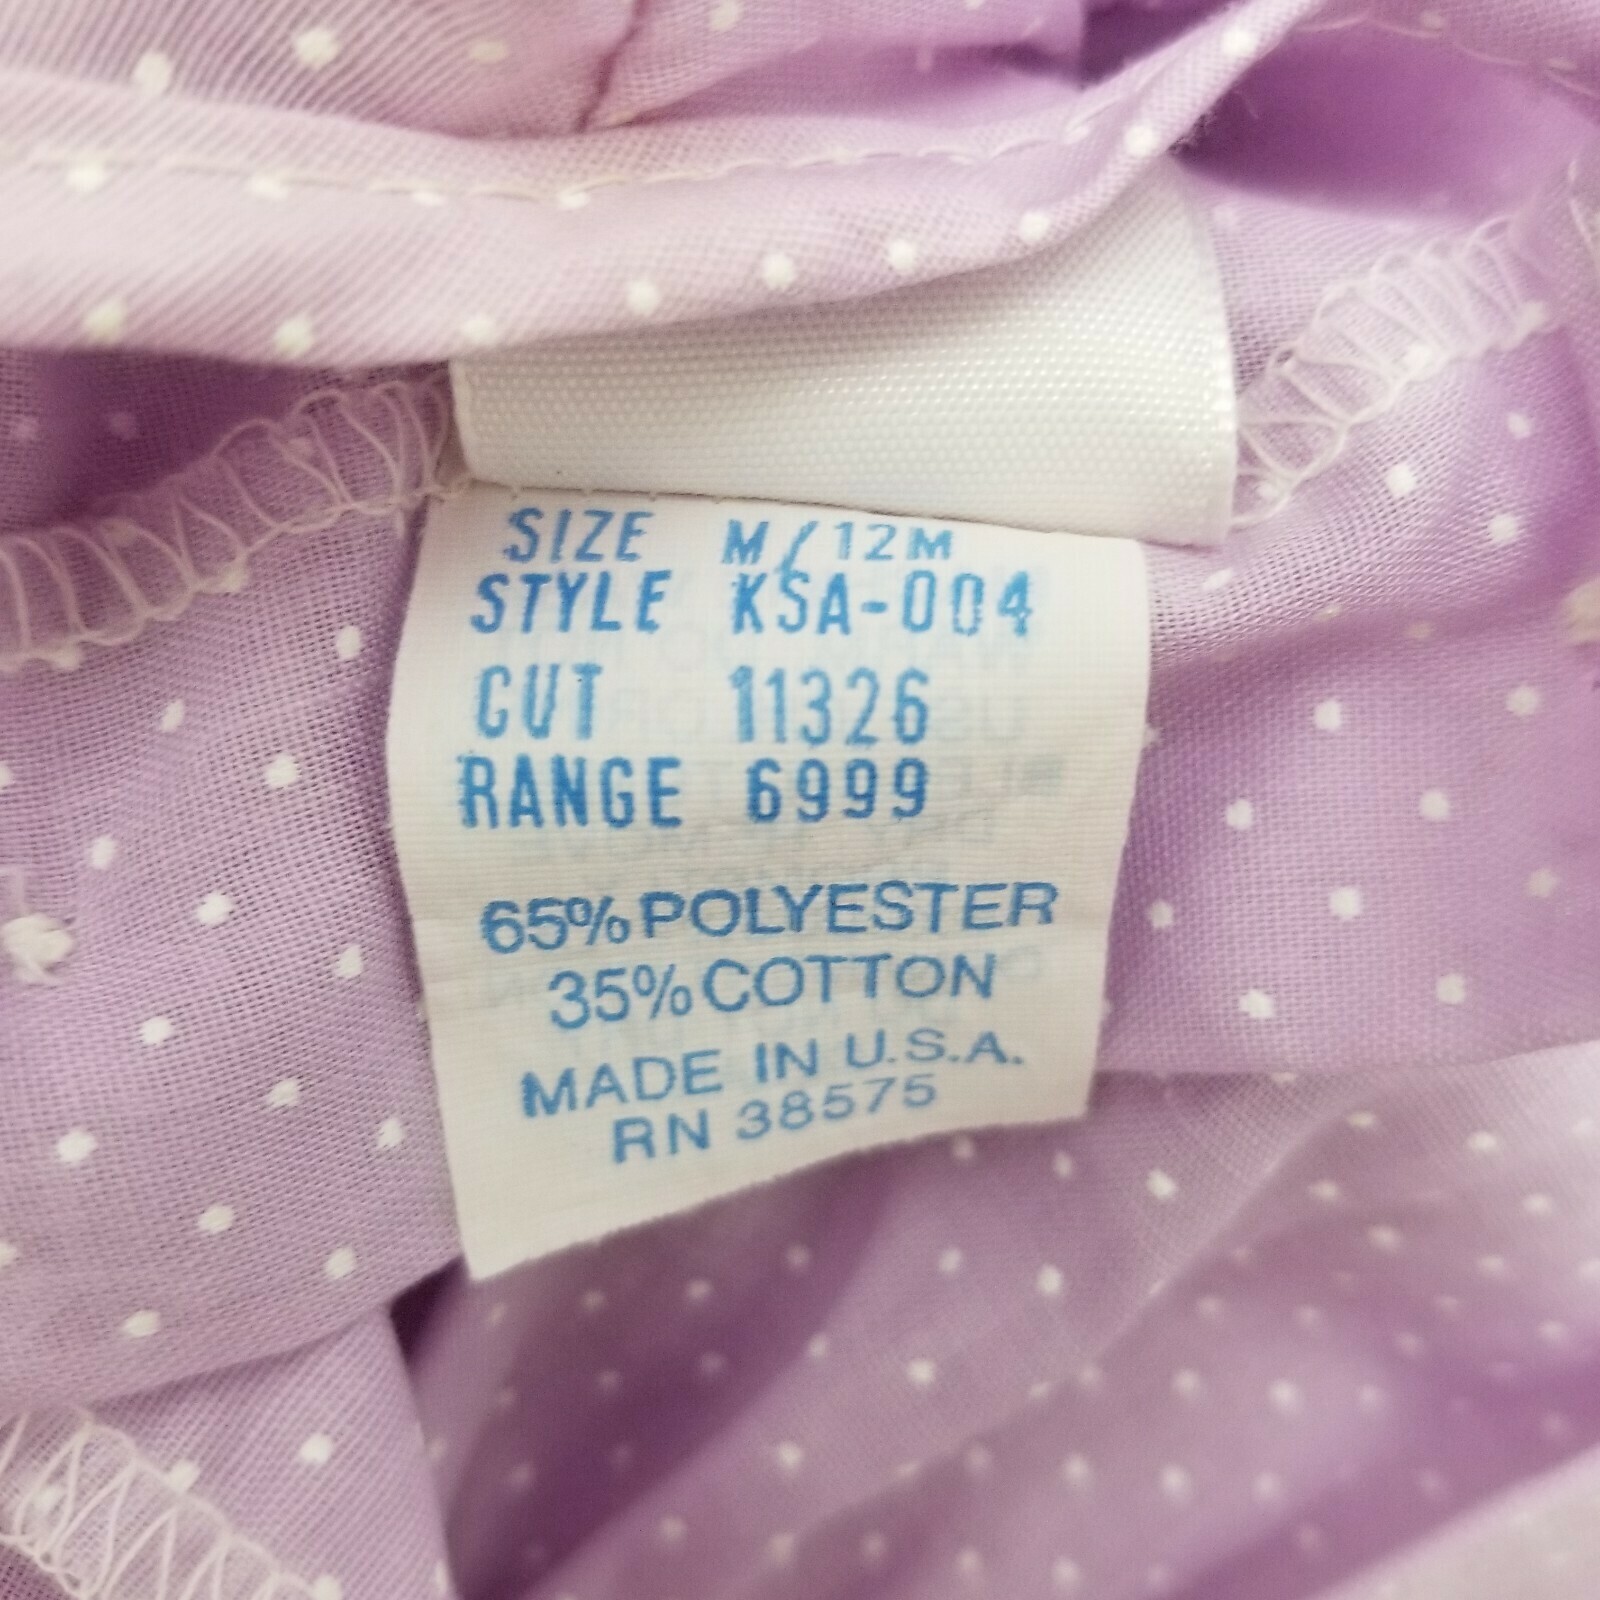 SIZE M/12M
STYLE KSA-004
CUT 11326
RANGE 6999
65% POLYESTER
35% COTTON
MADE IN U.S.A.
RN 38575